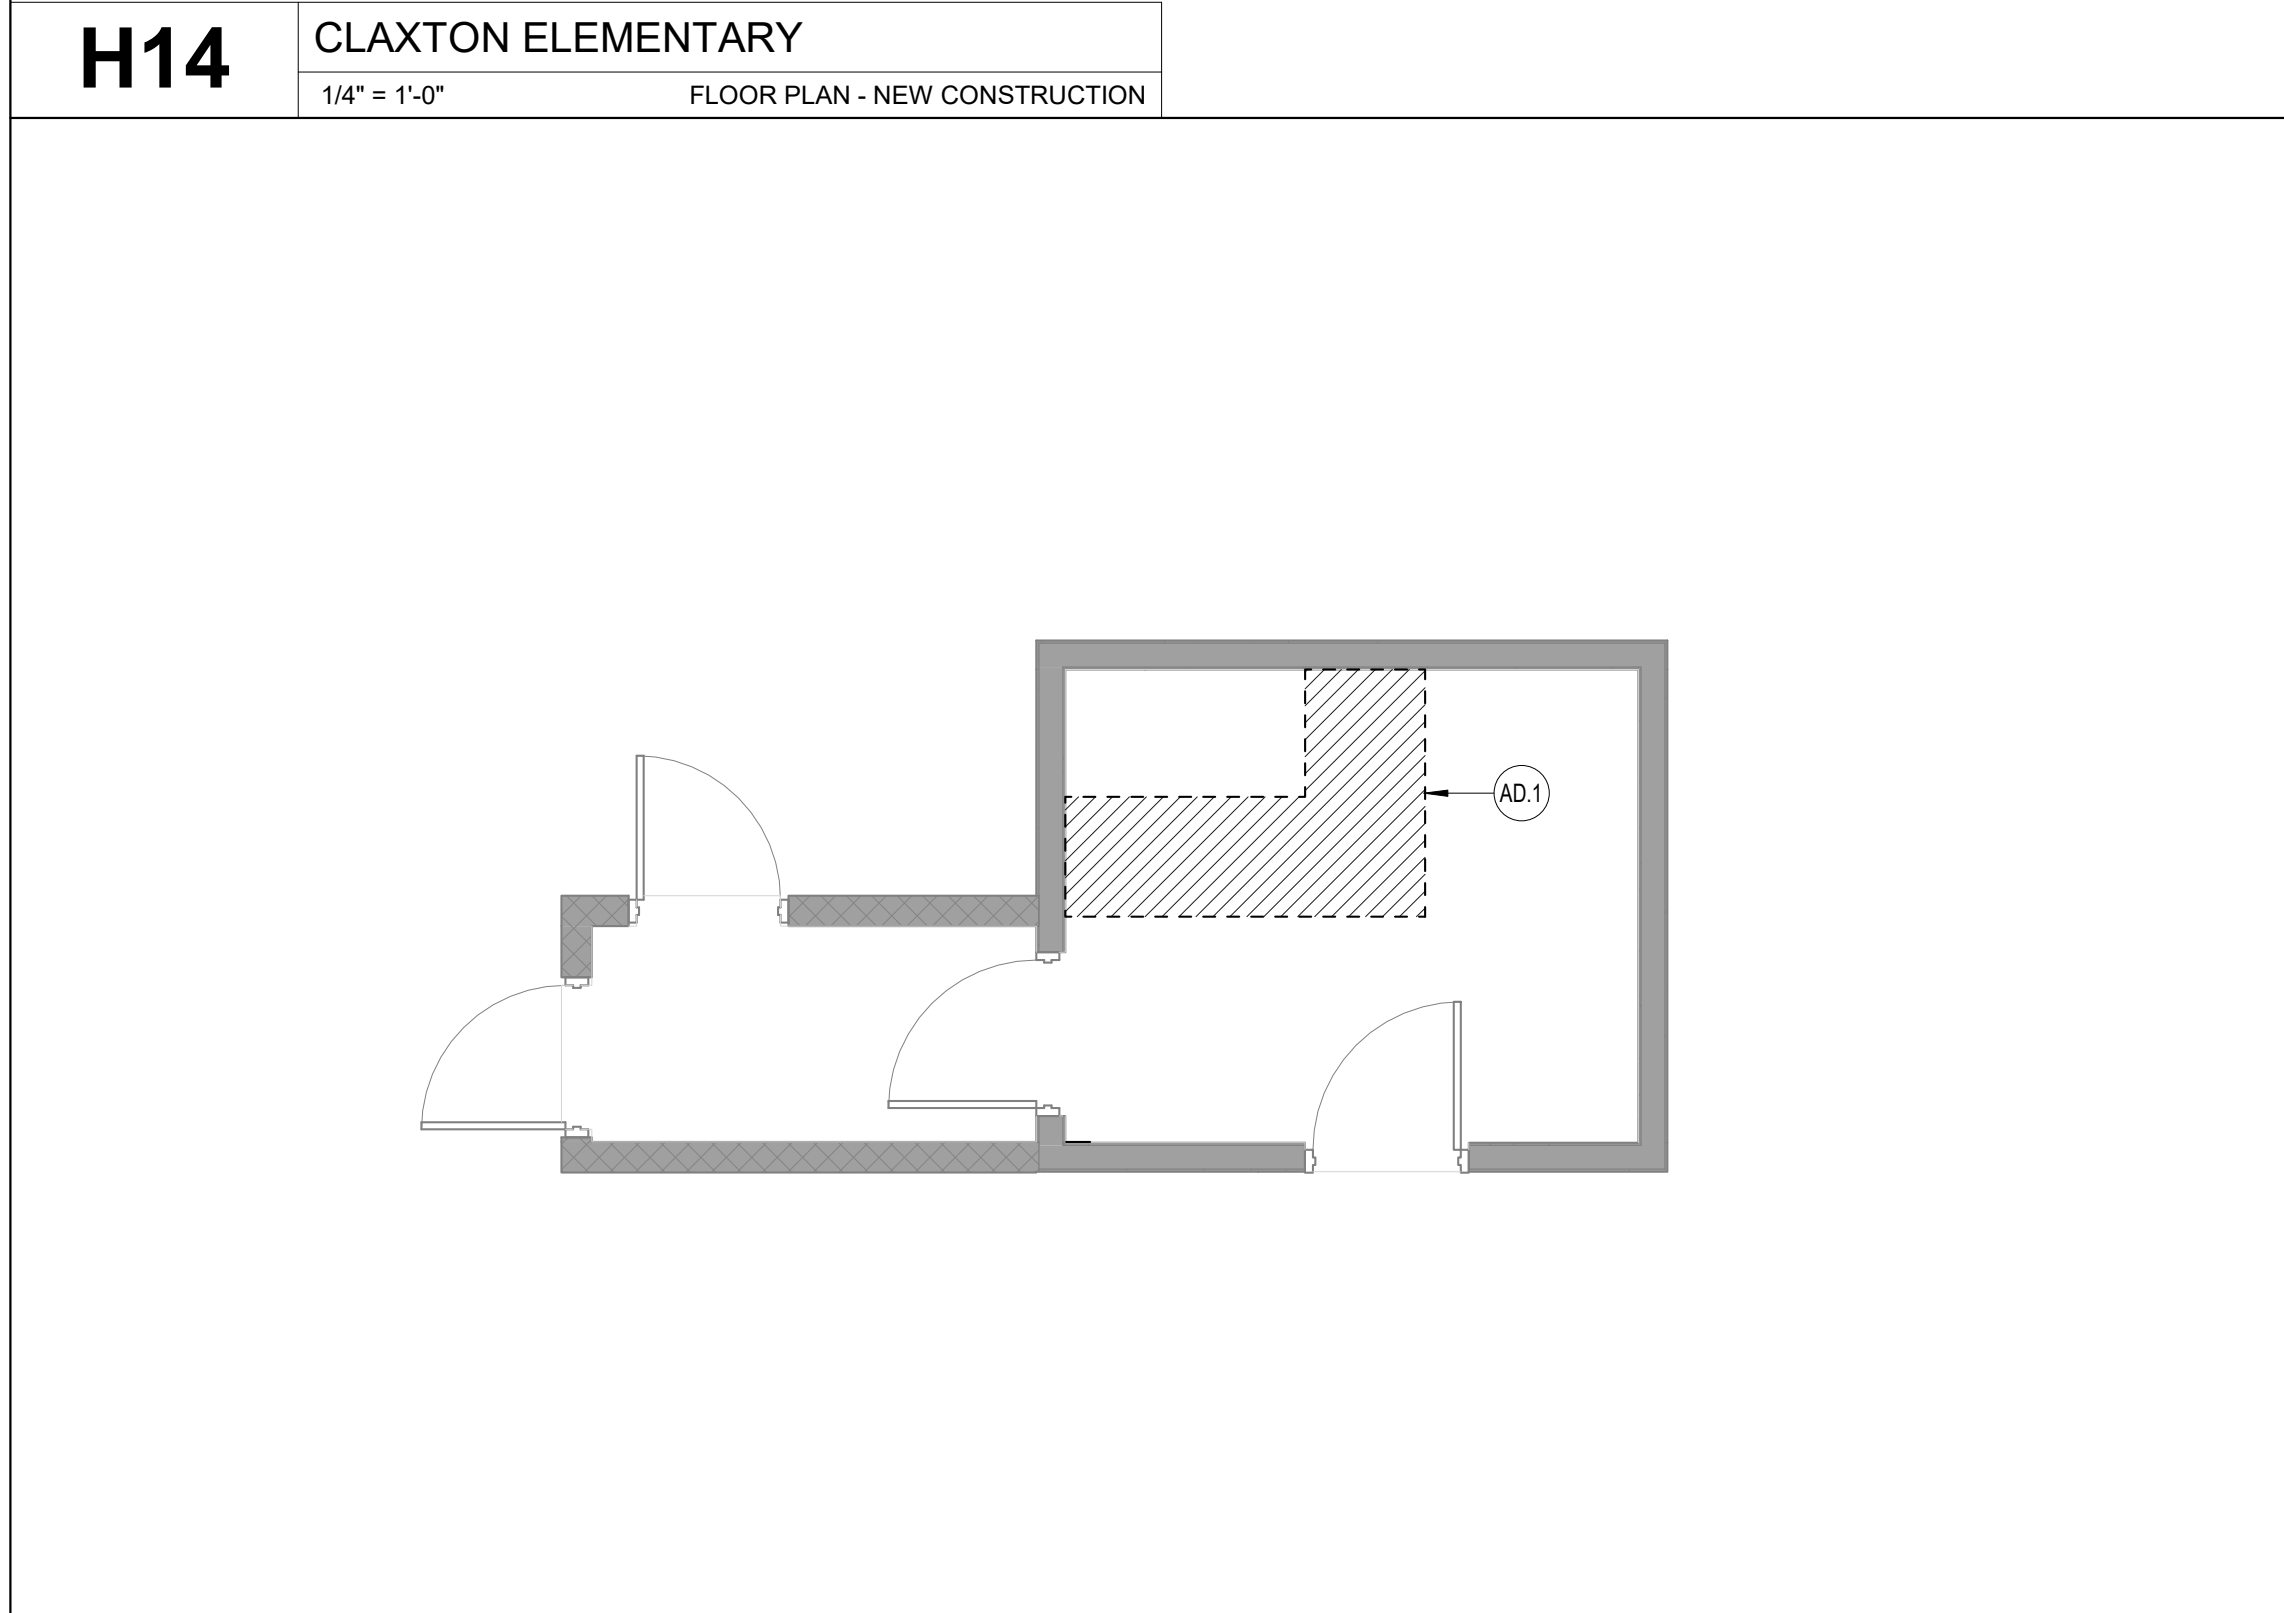 H14
CLAXTON ELEMENTARY
1/4" = 1'-0" FLOOR PLAN - NEW CONSTRUCTION
AD.1